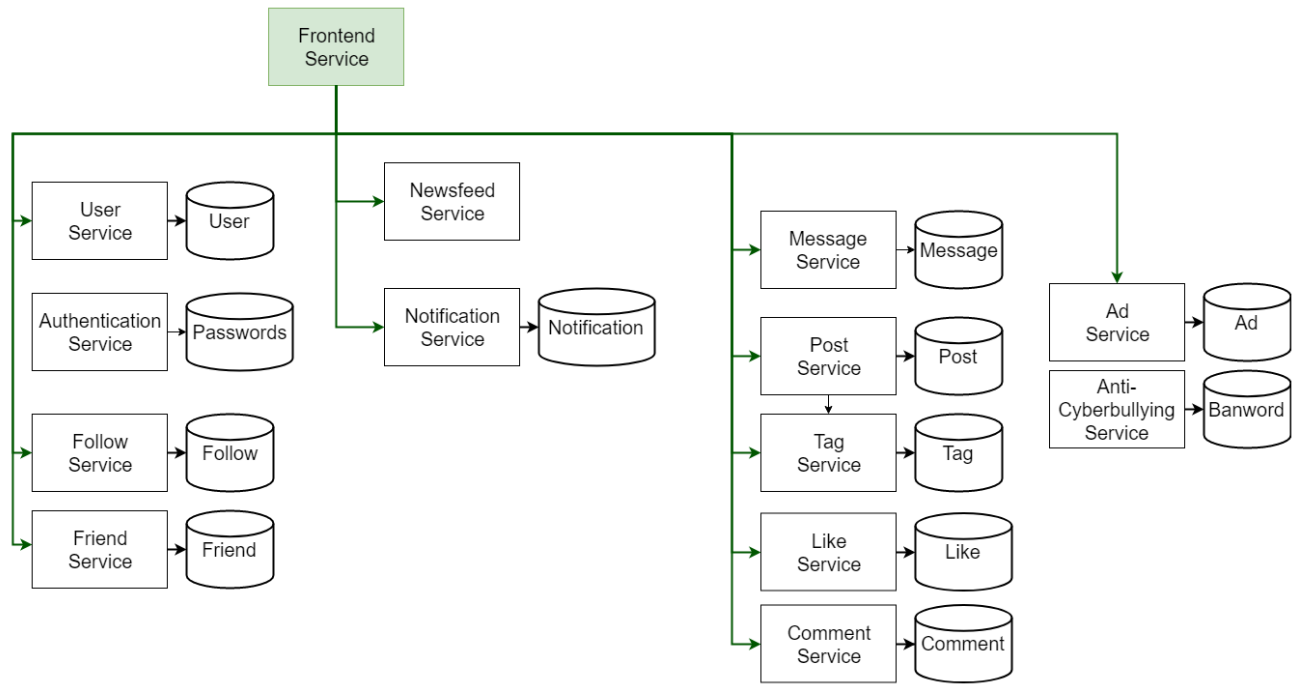 Frontend
Service
User
Service
User
Authentication
Service
Passwords
Follow
Service
Follow
Friend
Service
Friend
Newsfeed
Service
Notification
Service
Notification
Message
Service
Message
Post
Service
Post
Tag
Service
Tag
Like
Service
Like
Comment
Service
Comment
Ad
Service
Ad
Anti-
Cyberbullying
Service
Banword